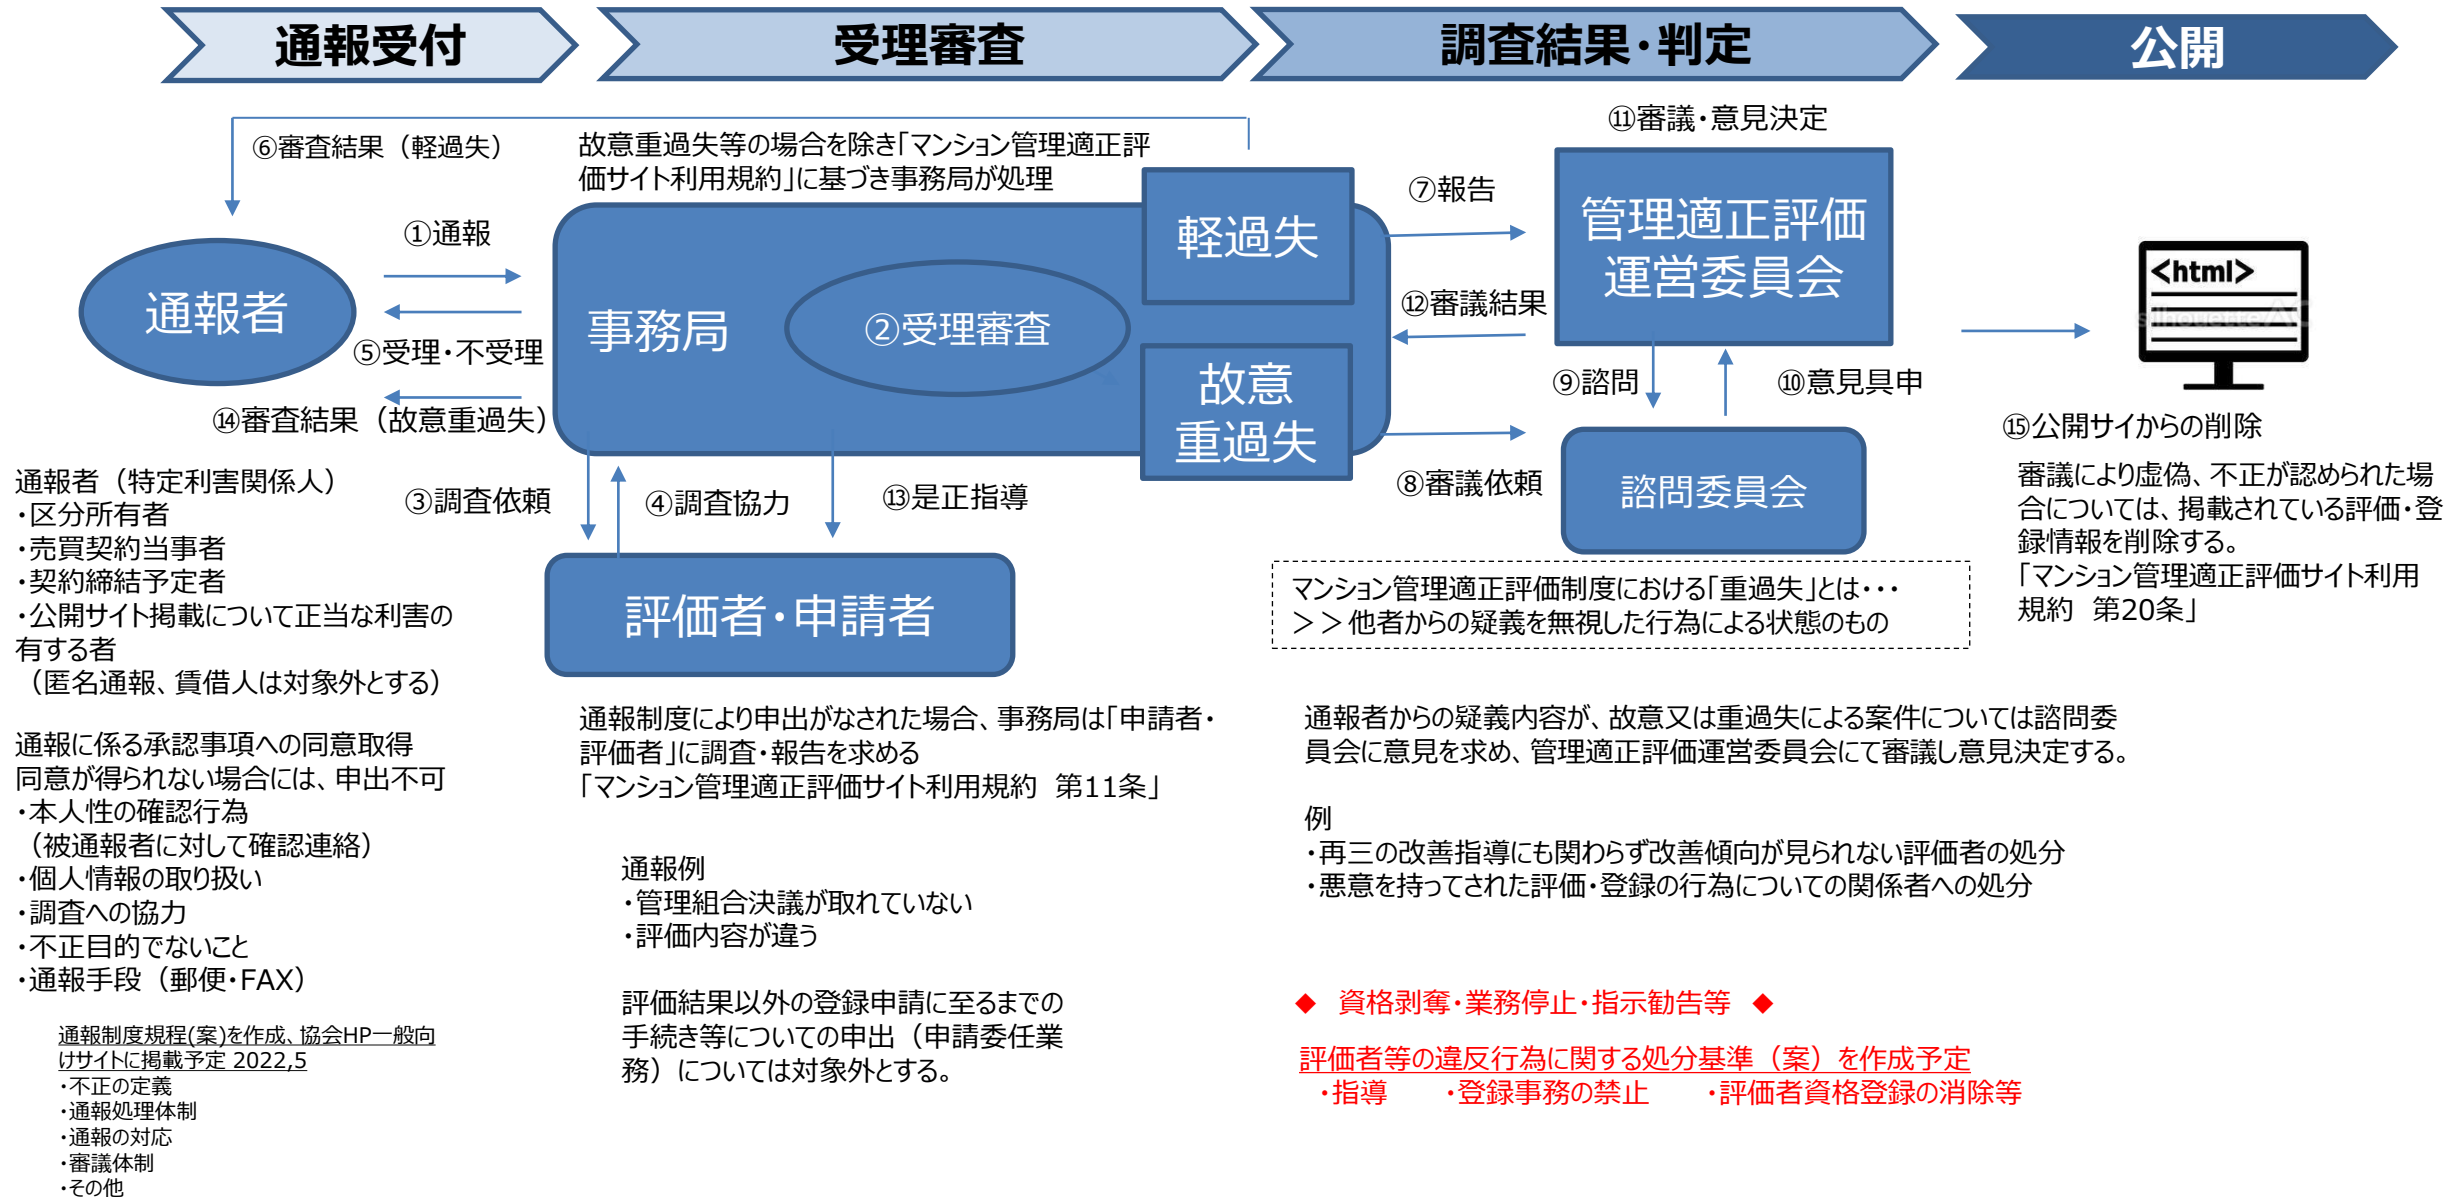 通報受付
受理審査
調査結果・判定
公開
⑥審査結果（軽過失）
故意重過失等の場合を除き「マンション管理適正評
価サイト利用規約」に基づき事務局が処理
⑪審議・意見決定
①通報
通報者
⑤受理・不受理
⑭審査結果（故意重過失）
事務局
②受理審査
軽過失
故意
重過失
⑦報告
⑫審議結果
⑧審議依頼
管理適正評価
運営委員会
⑨諮問
⑩意見具申
諮問委員会
<html>
⑮公開サイからの削除
審議により虚偽、不正が認められた場
合については、掲載されている評価・登
録情報を削除する。
「マンション管理適正評価サイト利用
規約　第20条」
③調査依頼
④調査協力
⑬是正指導
評価者・申請者
マンション管理適正評価制度における「重過失」とは・・・
＞＞他者からの疑義を無視した行為による状態のもの
通報者（特定利害関係人）
・区分所有者
・売買契約当事者
・契約締結予定者
・公開サイト掲載について正当な利害の
有する者
（匿名通報、賃借人は対象外とする）
通報に係る承認事項への同意取得
同意が得られない場合には、申出不可
・本人性の確認行為
（被通報者に対して確認連絡）
・個人情報の取り扱い
・調査への協力
・不正目的でないこと
・通報手段（郵便・FAX）
通報制度規程(案)を作成、協会HP一般向
けサイトに掲載予定 2022,5
・不正の定義
・通報処理体制
・通報の対応
・審議体制
・その他
通報制度により申出がなされた場合、事務局は「申請者・
評価者」に調査・報告を求める
「マンション管理適正評価サイト利用規約　第11条」
通報例
・管理組合決議が取れていない
・評価内容が違う
評価結果以外の登録申請に至るまでの
手続き等についての申出（申請委任業
務）については対象外とする。
通報者からの疑義内容が、故意又は重過失による案件については諮問委
員会に意見を求め、管理適正評価運営委員会にて審議し意見決定する。
例
・再三の改善指導にも関わらず改善傾向が見られない評価者の処分
・悪意を持ってされた評価・登録の行為についての関係者への処分
◆　資格剥奪・業務停止・指示勧告等　◆
評価者等の違反行為に関する処分基準（案）を作成予定
・指導　　・登録事務の禁止　　・評価者資格登録の消除等